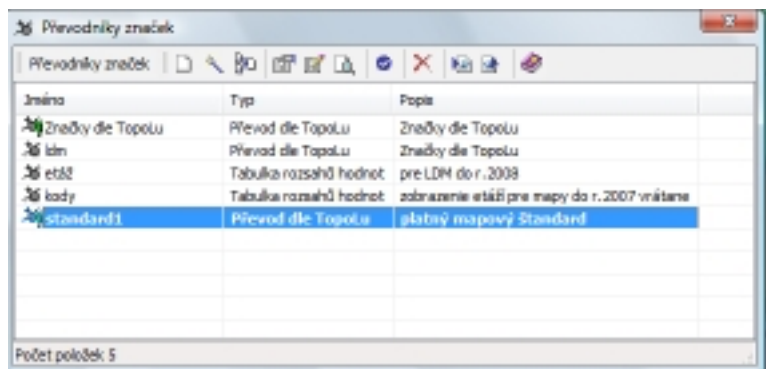 Převodníky značek
Převodníky značek
Jméno Typ Popis
Značky dle TopoLu Převod dle TopoLu Značky dle TopoLu
ldm Převod dle TopoLu Značky dle TopoLu
etáž Tabulka rozsahů hodnot pre LDM do r.2008
kody Tabulka rozsahů hodnot zobrazenie etáží pre mapy do r.2007 vrátane
standard1 Převod dle TopoLu platný mapový štandard
Počet položek 5